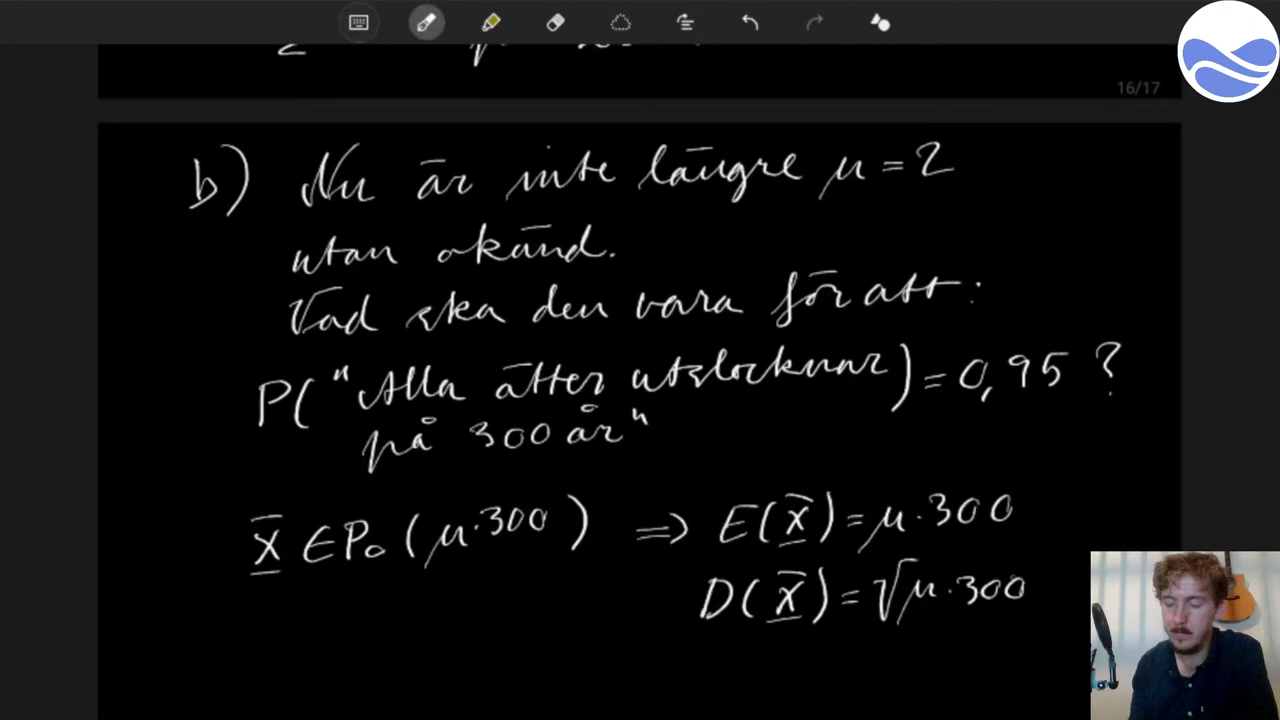 16/17
b) Nu är inte längre μ = 2
utan okänd.
Vad ska den vara för att:
P("Alla ätter utslocknar) = 0,95 ?
på 300 år"
X ∈ Po(μ·300) ⇒ E(X) = μ·300
D(X) = √μ·300